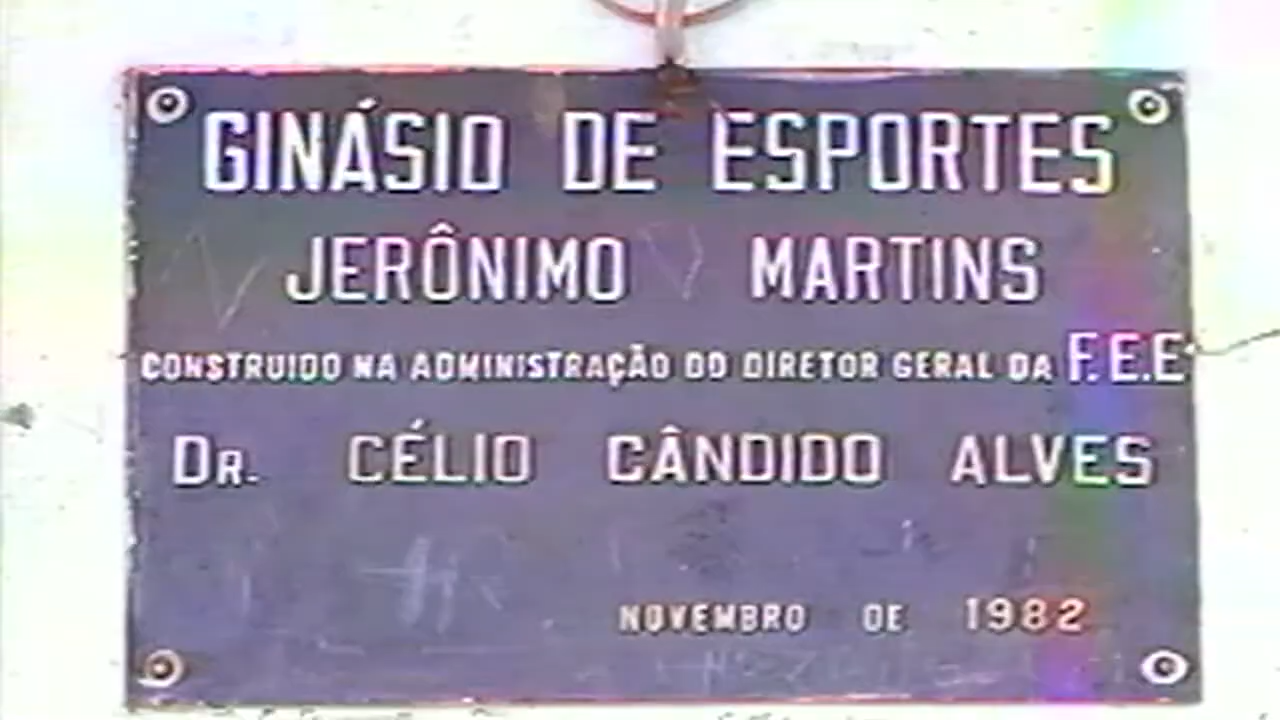 GINÁSIO DE ESPORTES
JERÔNIMO MARTINS
CONSTRUIDO NA ADMINISTRAÇÃO DO DIRETOR GERAL DA F.E.E.
DR. CÉLIO CÂNDIDO ALVES
NOVEMBRO DE 1982